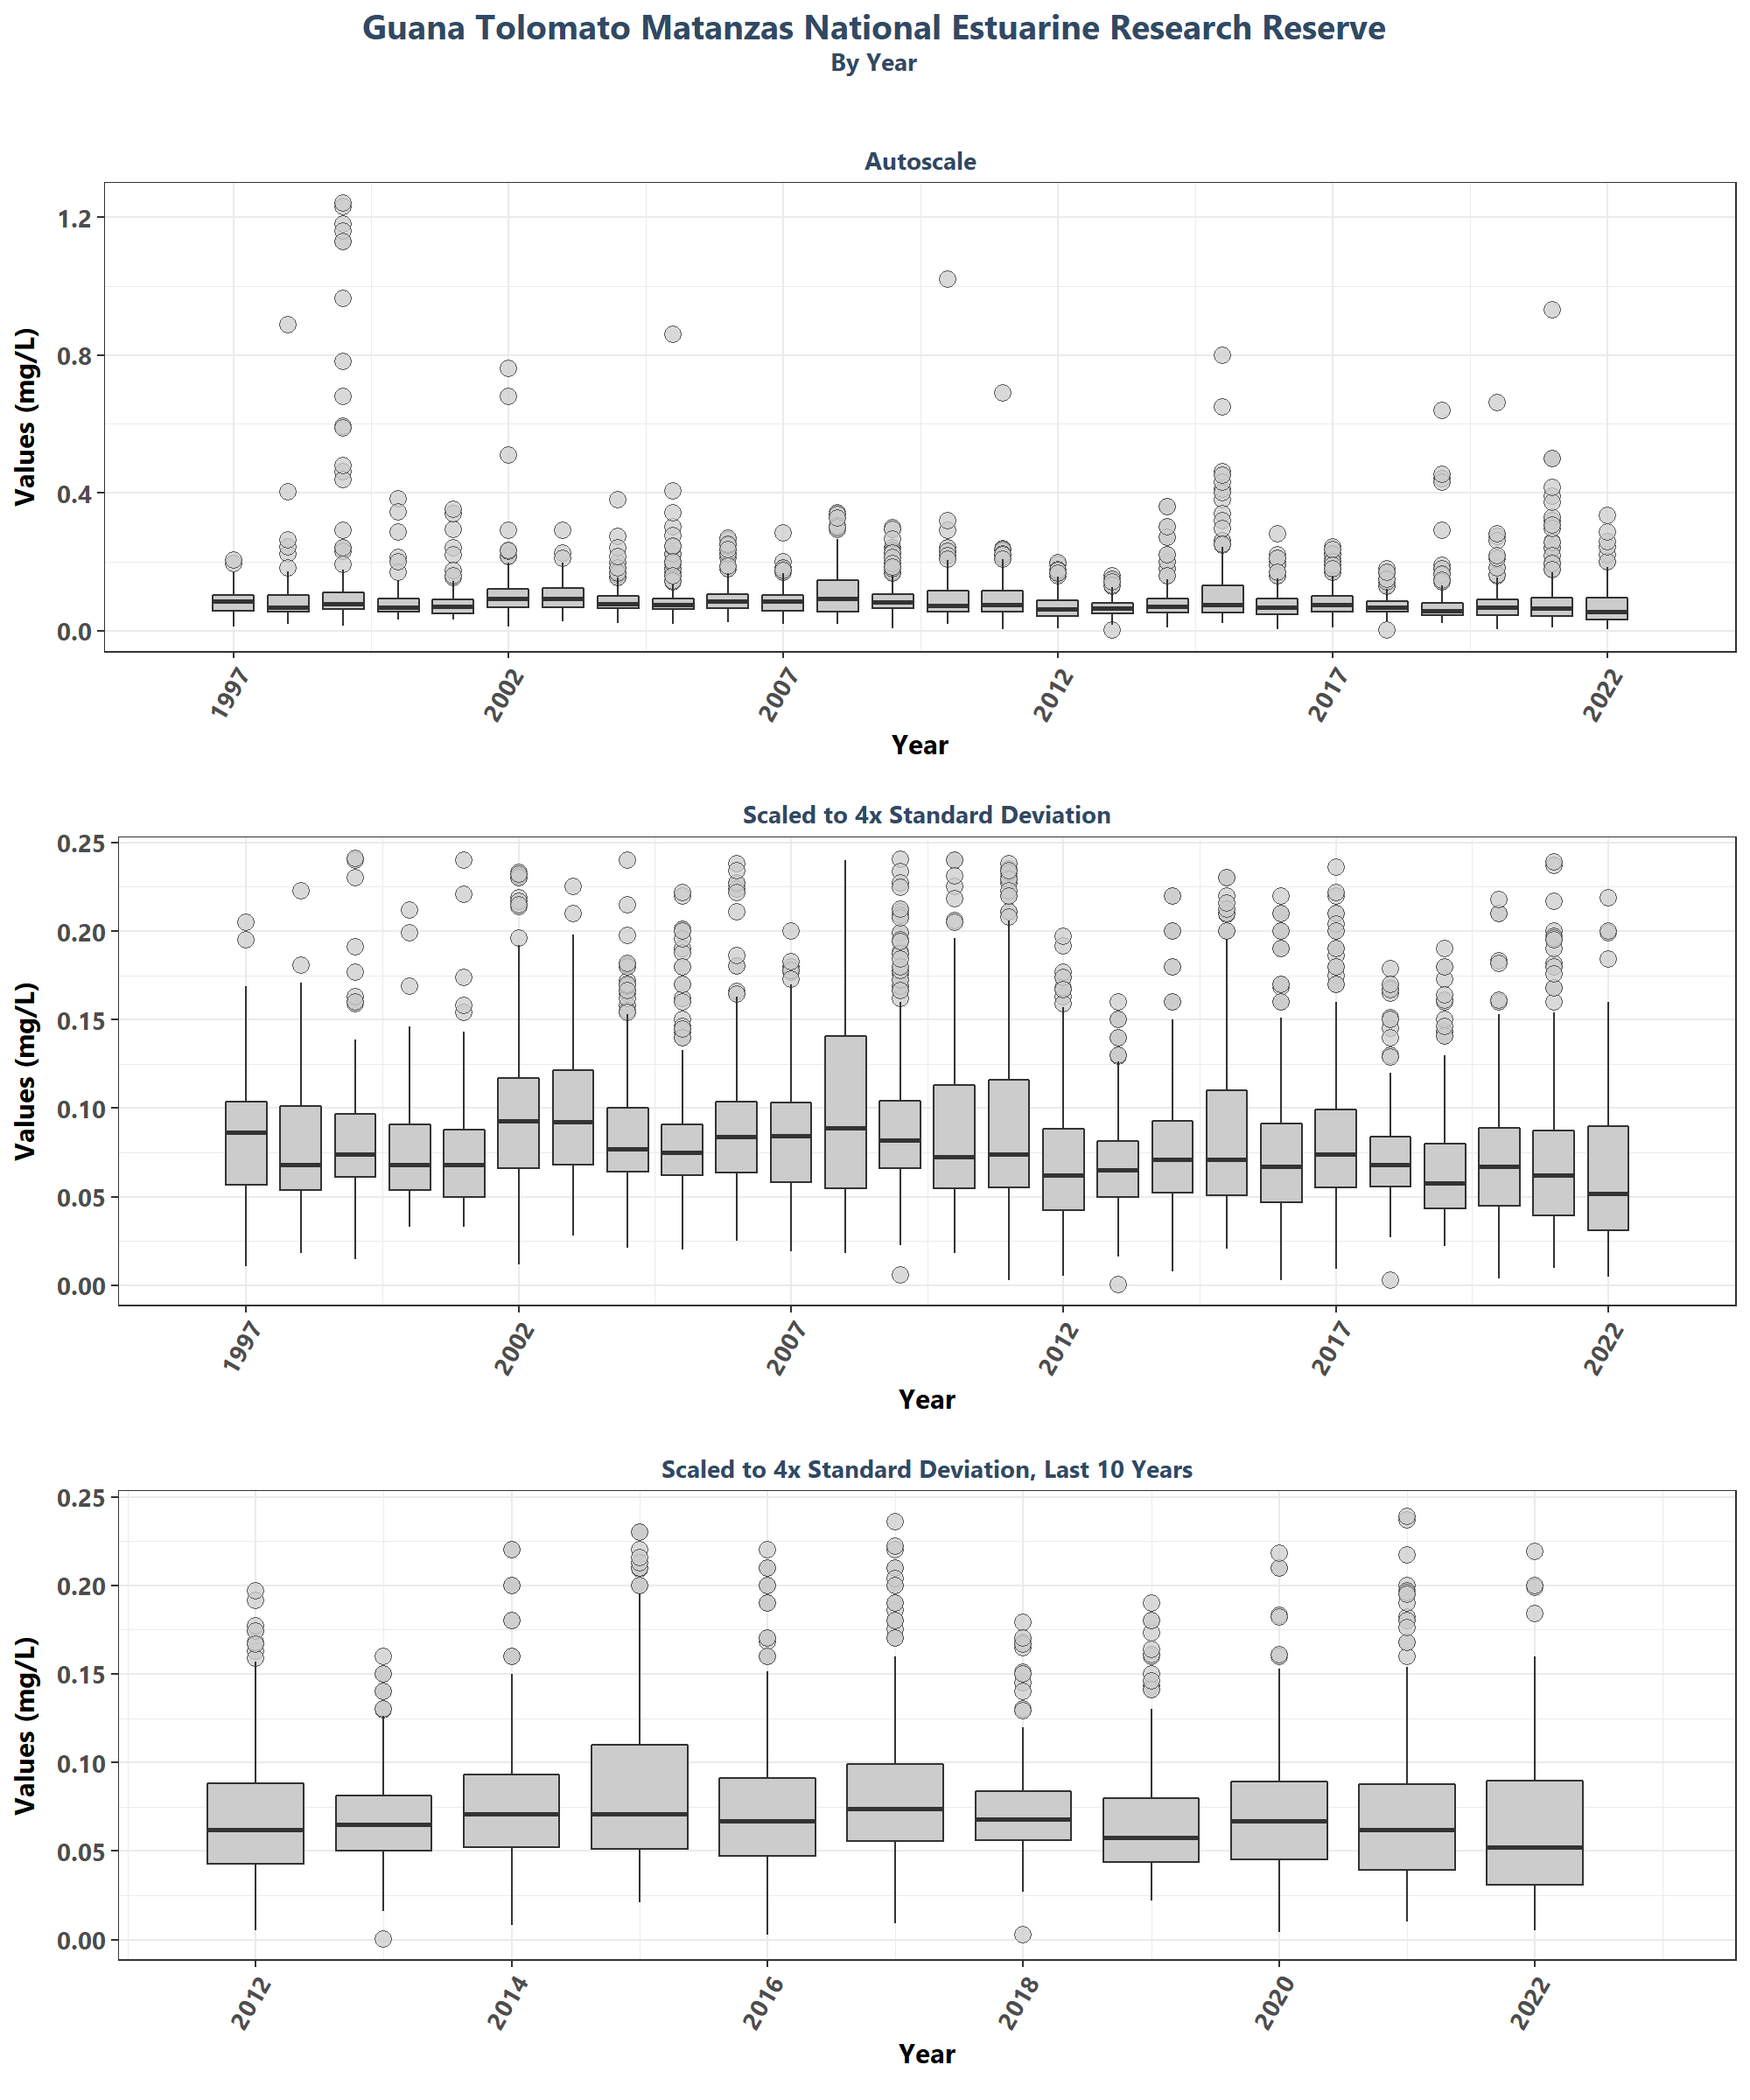 Guana Tolomato Matanzas National Estuarine Research Reserve
By Year
Autoscale
Values (mg/L)
1.2
0.8
0.4
0.0
1997 2002 2007 2012 2017 2022
Year
Scaled to 4x Standard Deviation
Values (mg/L)
0.25
0.20
0.15
0.10
0.05
0.00
1997 2002 2007 2012 2017 2022
Year
Scaled to 4x Standard Deviation, Last 10 Years
Values (mg/L)
0.25
0.20
0.15
0.10
0.05
0.00
2012 2014 2016 2018 2020 2022
Year